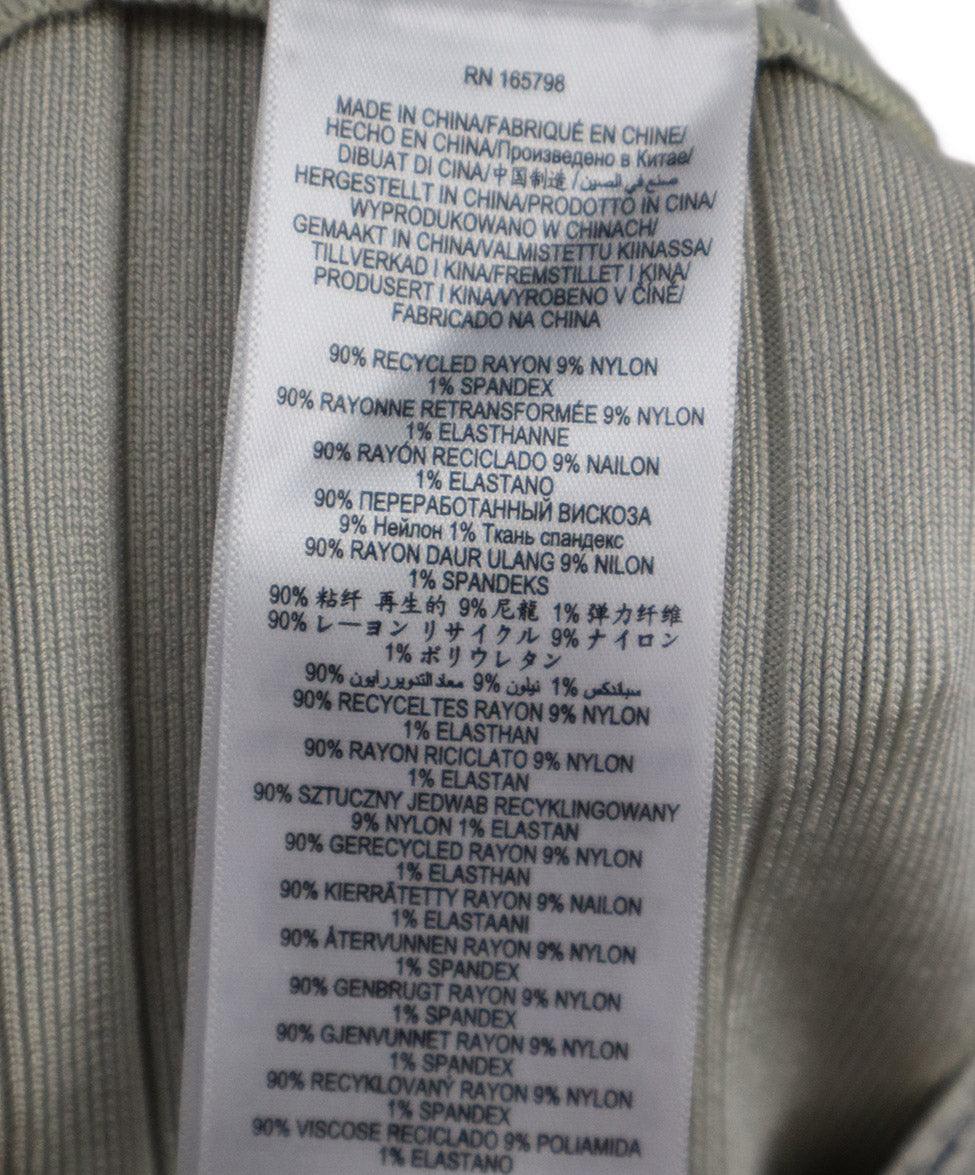 RN 165798
MADE IN CHINA/FABRIQUÉ EN CHINE/
HECHO EN CHINA/Произведено в Китае/
DIBUAT DI CINA/中国制造/صنع في الصين/
HERGESTELLT IN CHINA/PRODOTTO IN CINA/
WYPRODUKOWANO W CHINACH/
GEMAAKT IN CHINA/VALMISTETTU KIINASSA/
TILLVERKAD I KINA/FREMSTILLET I KINA/
PRODUSERT I KINA/VYROBENO V ČÍNĚ/
FABRICADO NA CHINA
90% RECYCLED RAYON 9% NYLON
1% SPANDEX
90% RAYONNE RETRANSFORMÉE 9% NYLON
1% ELASTHANNE
90% RAYÓN RECICLADO 9% NAILON
1% ELASTANO
90% ПЕРЕРАБОТАННЫЙ ВИСКОЗА
9% Нейлон 1% Ткань спандекс
90% RAYON DAUR ULANG 9% NILON
1% SPANDEKS
90% 粘纤 再生的 9% 尼龍 1% 弹力纤维
90% レーヨン リサイクル 9% ナイロン
1% ポリウレタン
90% معاد التدوير رايون 9% نيلون 1% سباندكس
90% RECYCELTES RAYON 9% NYLON
1% ELASTHAN
90% RAYON RICICLATO 9% NYLON
1% ELASTAN
90% SZTUCZNY JEDWAB RECYKLINGOWANY
9% NYLON 1% ELASTAN
90% GERECYCLED RAYON 9% NYLON
1% ELASTHAN
90% KIERRÄTETTY RAYON 9% NAILON
1% ELASTAANI
90% ÅTERVUNNEN RAYON 9% NYLON
1% SPANDEX
90% GENBRUGT RAYON 9% NYLON
1% SPANDEX
90% GJENVUNNET RAYON 9% NYLON
1% SPANDEX
90% RECYKLOVANÝ RAYON 9% NYLON
1% SPANDEX
90% VISCOSE RECICLADO 9% POLIAMIDA
1% ELASTANO